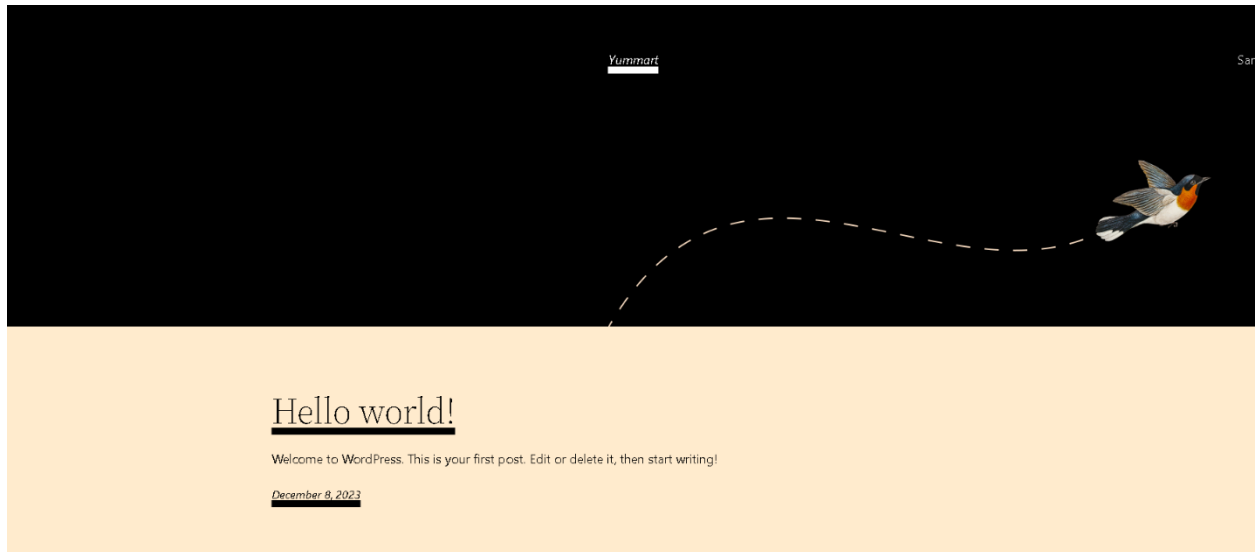 Yummart
Hello world!
Welcome to WordPress. This is your first post. Edit or delete it, then start writing!
December 8, 2023